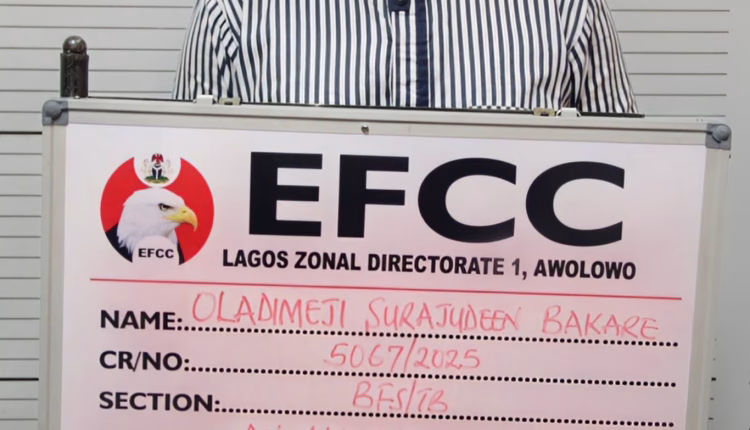 EFCC
EFCC
LAGOS ZONAL DIRECTORATE 1, AWOLOWO
NAME: OLADIMEJI SURAJUDEEN BAKARE
CR/NO: 5067/2025
SECTION: BFS/TB